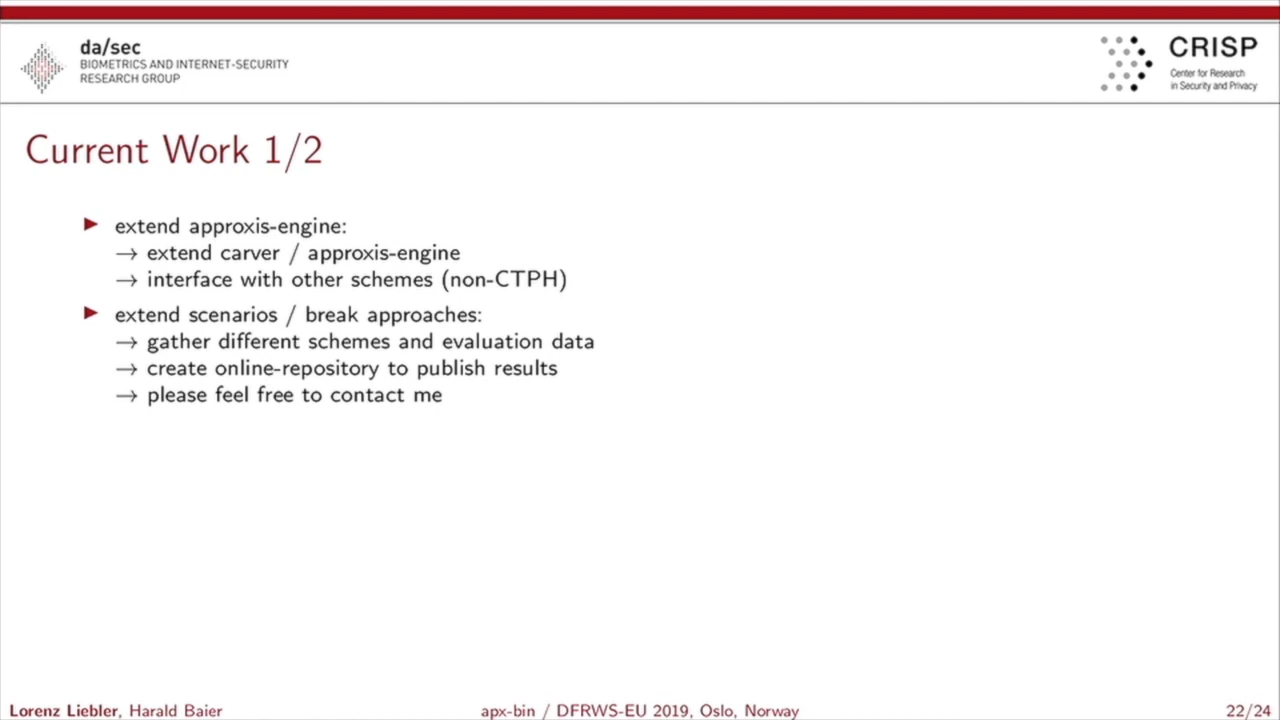 da/sec
BIOMETRICS AND INTERNET-SECURITY
RESEARCH GROUP
CRISP
Center for Research
in Security and Privacy
Current Work 1/2
▶ extend approxis-engine:
→ extend carver / approxis-engine
→ interface with other schemes (non-CTPH)
▶ extend scenarios / break approaches:
→ gather different schemes and evaluation data
→ create online-repository to publish results
→ please feel free to contact me
Lorenz Liebler, Harald Baier
apx-bin / DFRWS-EU 2019, Oslo, Norway
22/24